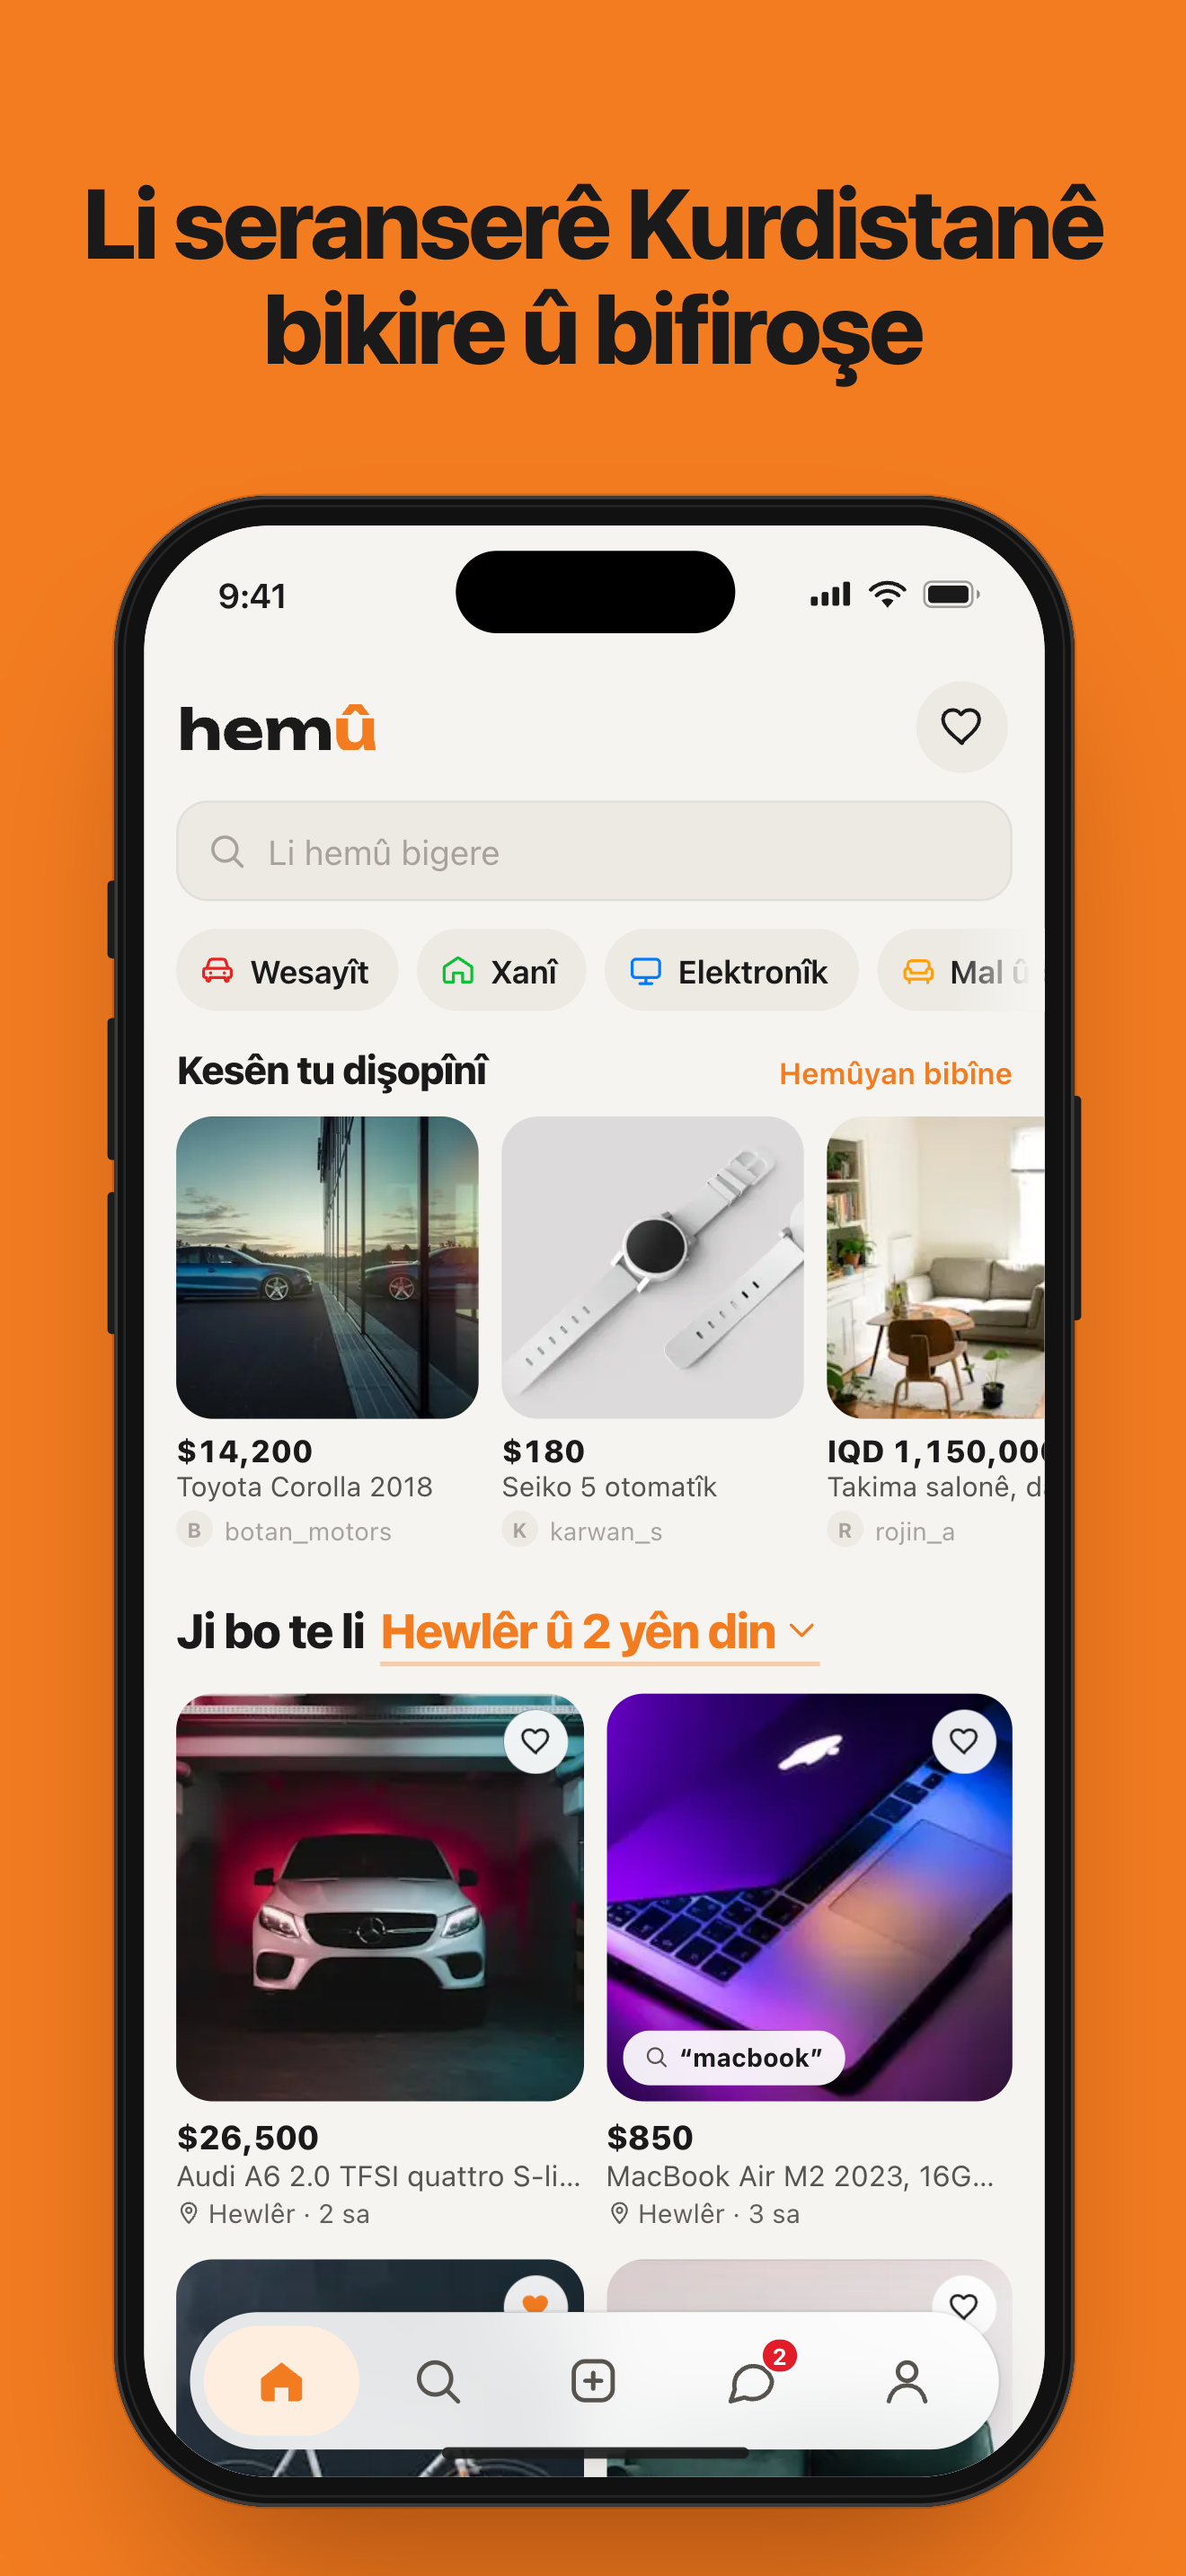 Li seranserê Kurdistanê
bikire û bifiroşe
9:41
hemû
Li hemû bigere
Wesayît
Xanî
Elektronîk
Mal û
Kesên tu dişopînî
Hemûyan bibîne
$14,200
Toyota Corolla 2018
B botan_motors
$180
Seiko 5 otomatîk
K karwan_s
IQD 1,150,000
Takima salonê, d
R rojin_a
Ji bo te li Hewlêr û 2 yên din
"macbook"
$26,500
Audi A6 2.0 TFSI quattro S-li...
Hewlêr · 2 sa
$850
MacBook Air M2 2023, 16G...
Hewlêr · 3 sa
2